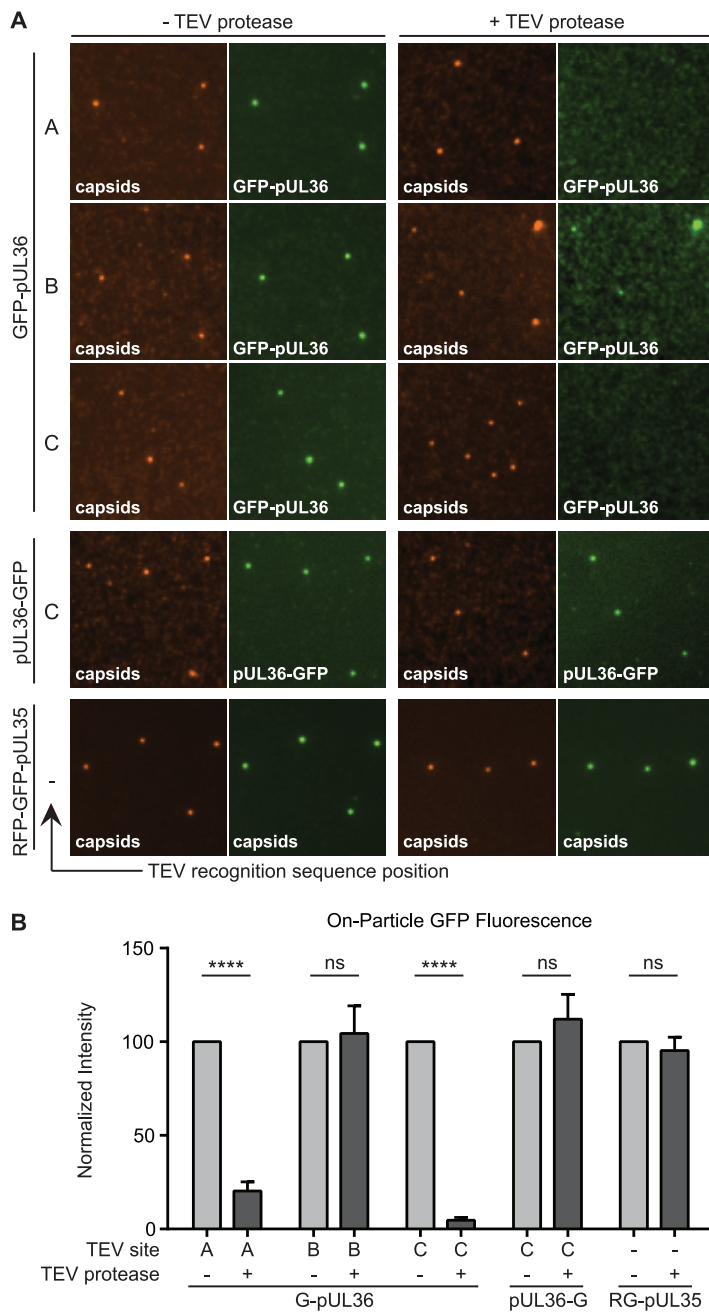 A
- TEV protease
+ TEV protease
GFP-pUL36
A
capsids
GFP-pUL36
capsids
GFP-pUL36
B
capsids
GFP-pUL36
capsids
GFP-pUL36
C
capsids
GFP-pUL36
capsids
GFP-pUL36
pUL36-GFP
C
capsids
pUL36-GFP
capsids
pUL36-GFP
RFP-GFP-pUL35
-
capsids
capsids
capsids
capsids
TEV recognition sequence position
B
On-Particle GFP Fluorescence
Normalized Intensity
150
100
50
0
**** ns **** ns ns
TEV site A A B B C C C C - -
TEV protease - + - + - + - + - +
G-pUL36 pUL36-G RG-pUL35